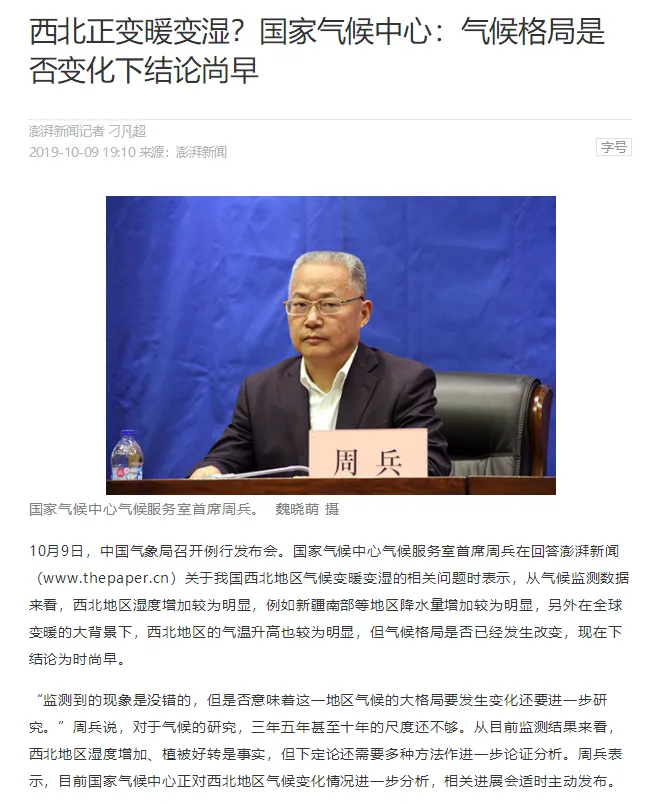 西北正变暖变湿？国家气候中心：气候格局是
否变化下结论尚早
澎湃新闻记者 刁凡超
2019-10-09 19:10 来源：澎湃新闻
字号
周 兵
国家气候中心气候服务室首席周兵。 魏晓萌 摄
10月9日，中国气象局召开例行发布会。国家气候中心气候服务室首席周兵在回答澎湃新闻
（www.thepaper.cn）关于我国西北地区气候变暖变湿的相关问题时表示，从气候监测数据
来看，西北地区湿度增加较为明显，例如新疆南部等地区降水量增加较为明显，另外在全球
变暖的大背景下，西北地区的气温升高也较为明显，但气候格局是否已经发生改变，现在下
结论为时尚早。
“监测到的现象是没错的，但是否意味着这一地区气候的大格局要发生变化还要进一步研
究。”周兵说，对于气候的研究，三年五年甚至十年的尺度还不够。从目前监测结果来看，
西北地区湿度增加、植被好转是事实，但下定论还需要多种方法作进一步论证分析。周兵表
示，目前国家气候中心正对西北地区气候变化情况进一步分析，相关进展会适时主动发布。